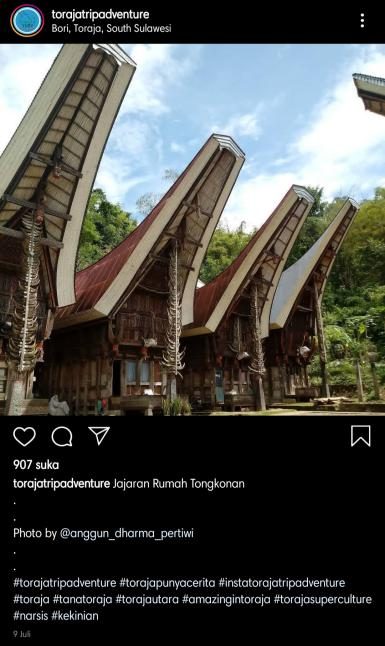 torajatripadventure
Bori, Toraja, South Sulawesi
907 suka
torajatripadventure Jajaran Rumah Tongkonan
.
.
Photo by @anggun_dharma_pertiwi
.
.
#torajatripadventure #torajapunyacerita #instatorajatripadventure
#toraja #tanatoraja #torajautara #amazingintoraja #torajasuperculture
#narsis #kekinian
9 Juli